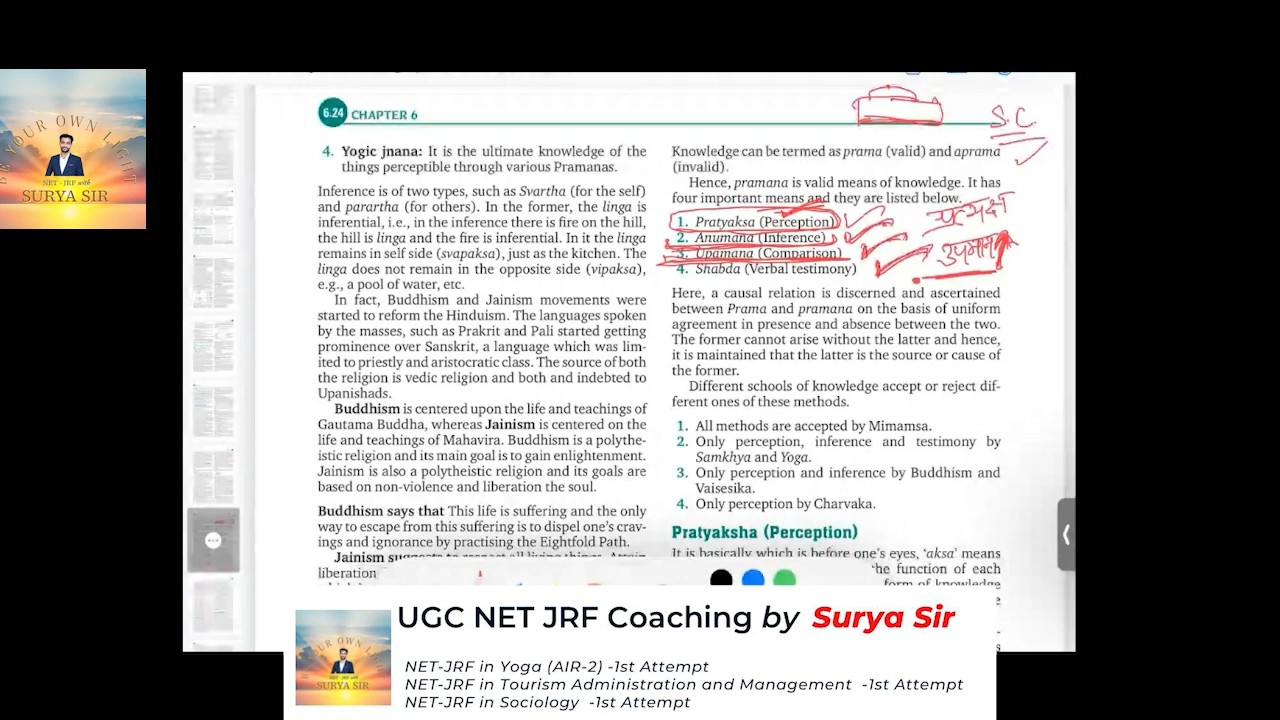 6.24 CHAPTER 6
4. Yogic jnana: It is the ultimate knowledge of the
things perceptible through various Pramanas.
Inference is of two types, such as Svartha (for the self)
and parartha (for others). In the former, the linga is
inferential i.e., in the inference there is fire on the hill,
the hill is linga and the fire is inferential. In it the linga
remains in self side (svapaksa), just as the kitchen. The
linga does not remain in the opposite side (vipaksa),
e.g., a pool of water, etc.
In fact Buddhism and Jainism movements were
started to reform the Hinduism. The languages spoken
by the masses, such as Prakrit and Pali stared getting
prominence over Sanskrit language which was lim-
ited to priestly and aristocratic class. The source of both
the religion is vedic religion and both and indebted to
Upanishads.
Buddhism is centered upon the life and teachings of
Gautama Buddha, whereas Jainism is centered on the
life and teachings of Mahavira. Buddhism is a polythe-
istic religion and its main goal is to gain enlightenment.
Jainism is also a polytheistic religion and its goals are
based on non-violence and liberation the soul.
Buddhism says that This life is suffering and the only
way to escape from this suffering is to dispel one's crav-
ings and ignorance by practising the Eightfold Path.
Jainism suggests to respect all living things. Attain
liberation
S.C.
Knowledge can be termed as prama (valid) and aprama
(invalid).
Hence, pramana is valid means of knowledge. It has
four important means and they are listed below.
1. Pratyaksa (Perception)
2. Anumana (Inference)
3. Upamana (Comparison)
4. Shabda (Verbal testimony)
प्रत्यक्ष
उपमान
Here, a causal relation is discerned and ascertained
between Prama and pramana on the basis of uniform
agreement in presence and absence between the two.
The former cannot arise without the later and hence,
it is maintained that the later is the source or cause of
the former.
Different schools of knowledge accept or reject dif-
ferent ones of these methods.
1. All methods are accepted by Mimamsa.
2. Only perception, inference and testimony by
Samkhya and Yoga.
3. Only perception and inference by Buddhism and
Vaisesika.
4. Only perception by Charvaka.
Pratyaksha (Perception)
It is basically which is before one's eyes, 'aksa' means
the function of each
form of knowledge
YOUR OWN LIGHT
NET - JRF with
SURYA SIR
UGC NET JRF Coaching by Surya Sir
NET-JRF in Yoga (AIR-2) -1st Attempt
NET-JRF in Tourism Administration and Management -1st Attempt
NET-JRF in Sociology -1st Attempt